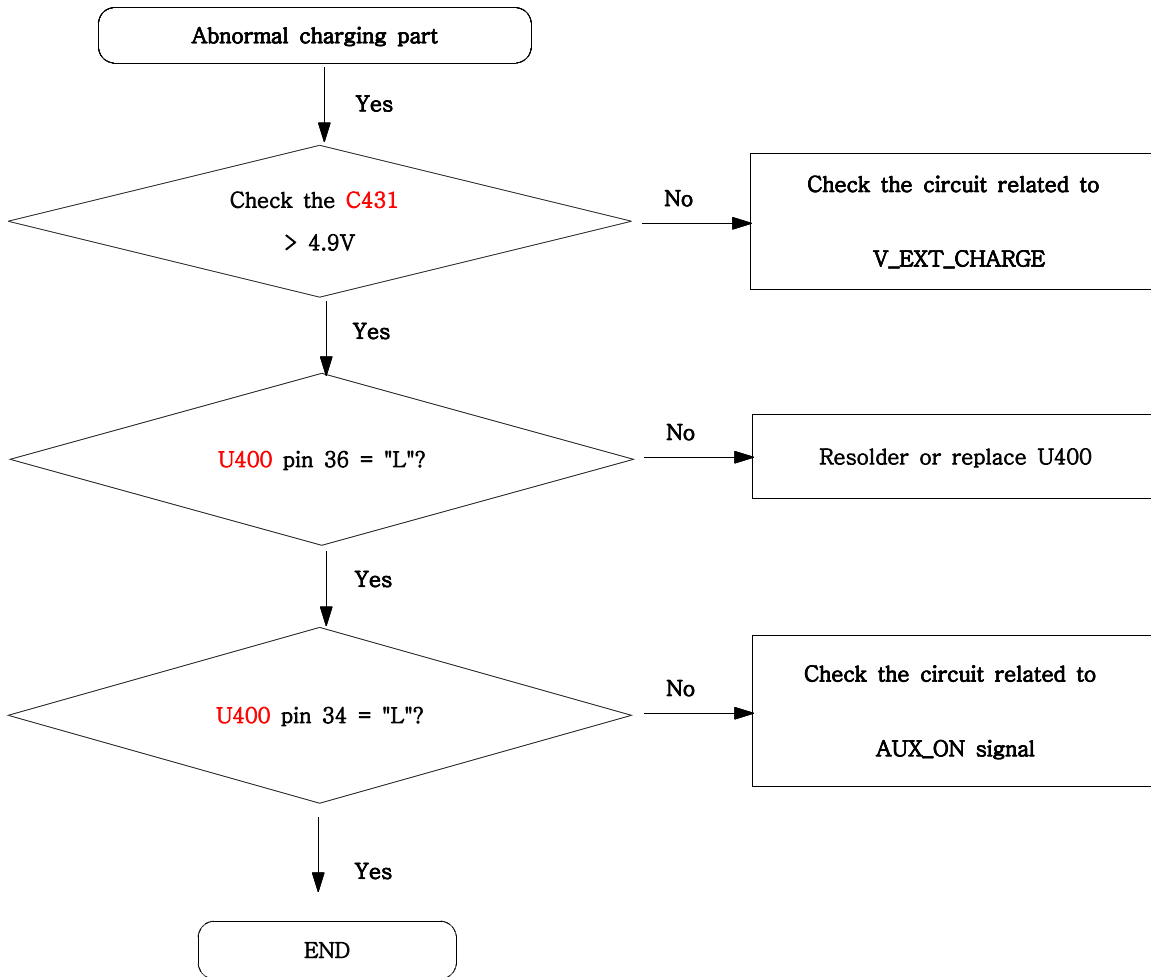 Abnormal charging part
Yes
Check the C431
> 4.9V
No
Check the circuit related to
V_EXT_CHARGE
Yes
U400 pin 36 = "L"?
No
Resolder or replace U400
Yes
U400 pin 34 = "L"?
No
Check the circuit related to
AUX_ON signal
Yes
END